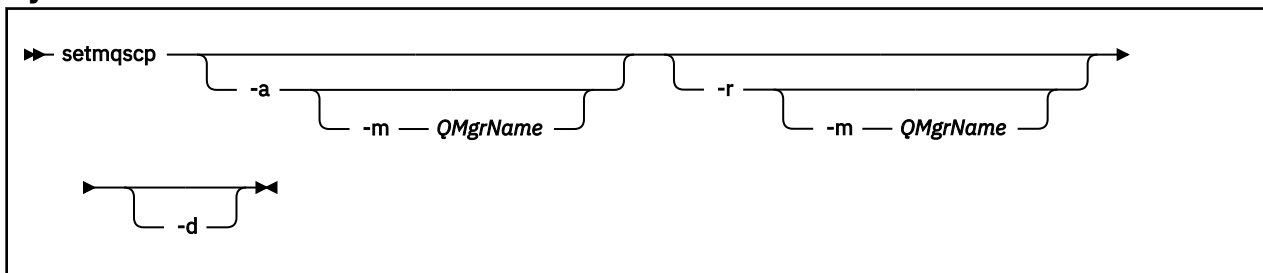 setmqscp
-a -r
-m — QMgrName -m — QMgrName
-d